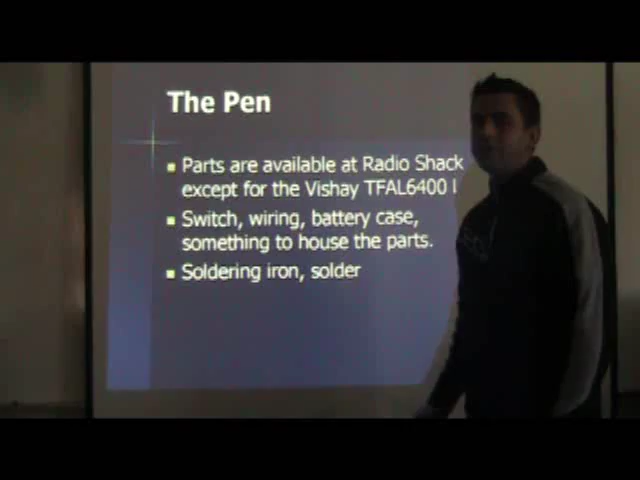 The Pen
Parts are available at Radio Shack
except for the Vishay TFAL6400 l
Switch, wiring, battery case,
something to house the parts.
Soldering iron, solder